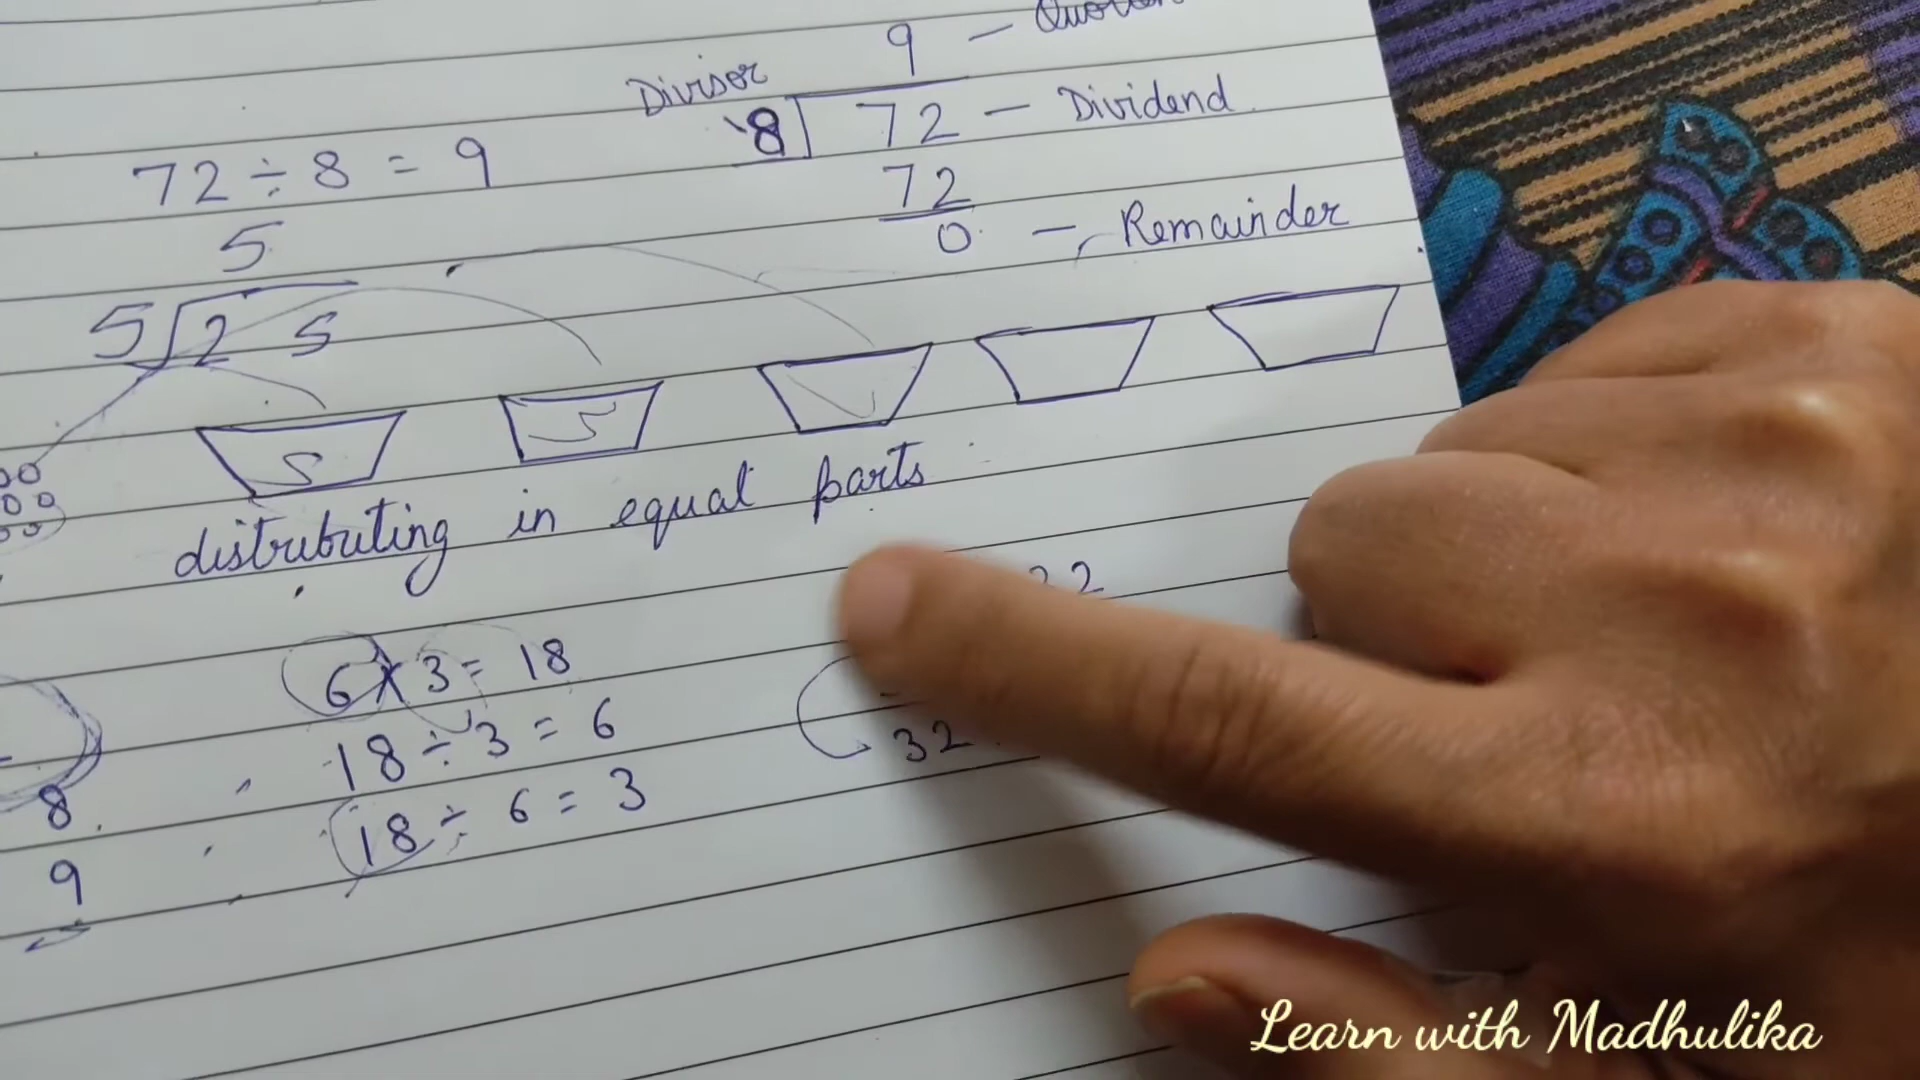 9 —
Divisor
8 72 — Dividend
72 ÷ 8 = 9
72
0 — Remainder
5
5 2 5
5 5
distributing in equal parts
6 x 3 = 18
18 ÷ 3 = 6
32
8
18 ÷ 6 = 3
9
Learn with Madhulika